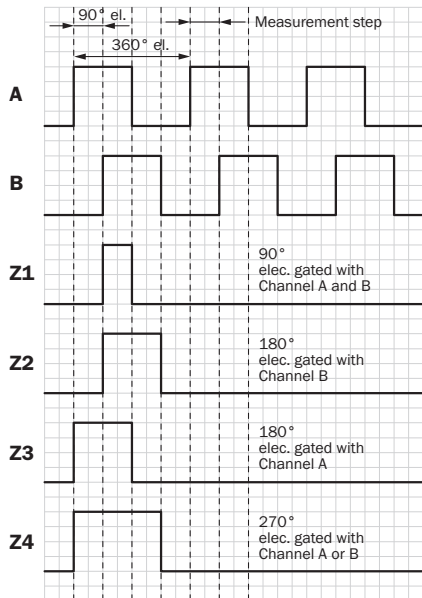 90° el.
Measurement step
360° el.
A
B
Z1
90°
elec. gated with
Channel A and B
Z2
180°
elec. gated with
Channel B
Z3
180°
elec. gated with
Channel A
Z4
270°
elec. gated with
Channel A or B